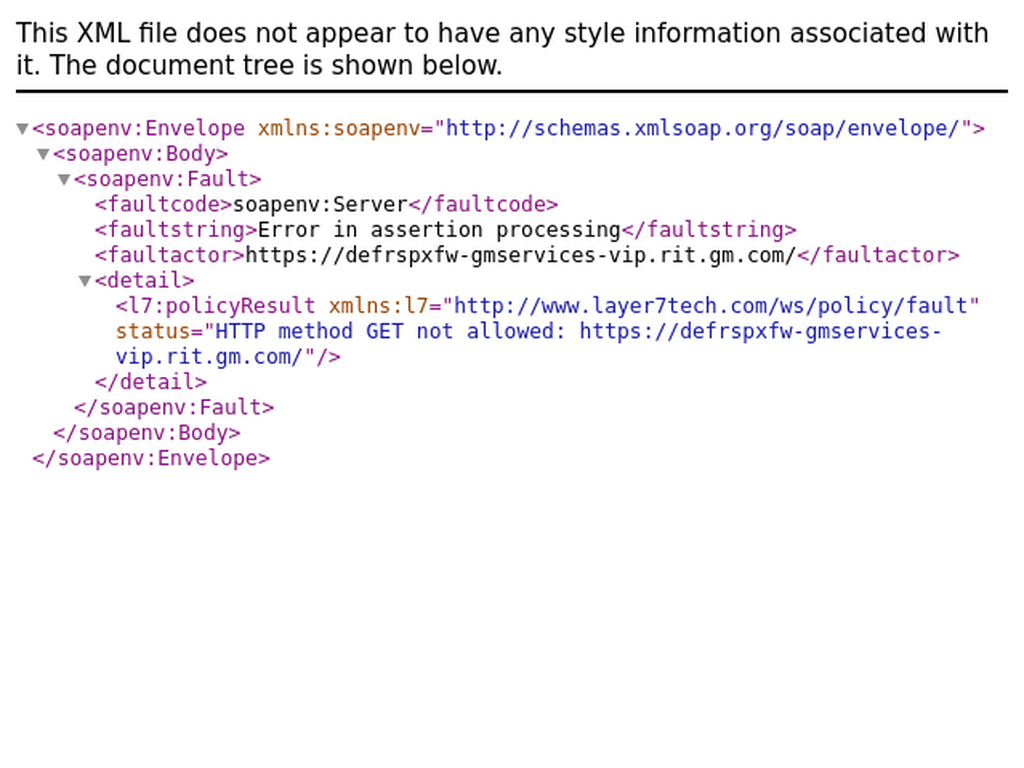 This XML file does not appear to have any style information associated with
it. The document tree is shown below.
▼<soapenv:Envelope xmlns:soapenv="http://schemas.xmlsoap.org/soap/envelope/">
▼<soapenv:Body>
▼<soapenv:Fault>
<faultcode>soapenv:Server</faultcode>
<faultstring>Error in assertion processing</faultstring>
<faultactor>https://defrspxfw-gmservices-vip.rit.gm.com/</faultactor>
▼<detail>
<l7:policyResult xmlns:l7="http://www.layer7tech.com/ws/policy/fault"
status="HTTP method GET not allowed: https://defrspxfw-gmservices-
vip.rit.gm.com/"/>
</detail>
</soapenv:Fault>
</soapenv:Body>
</soapenv:Envelope>